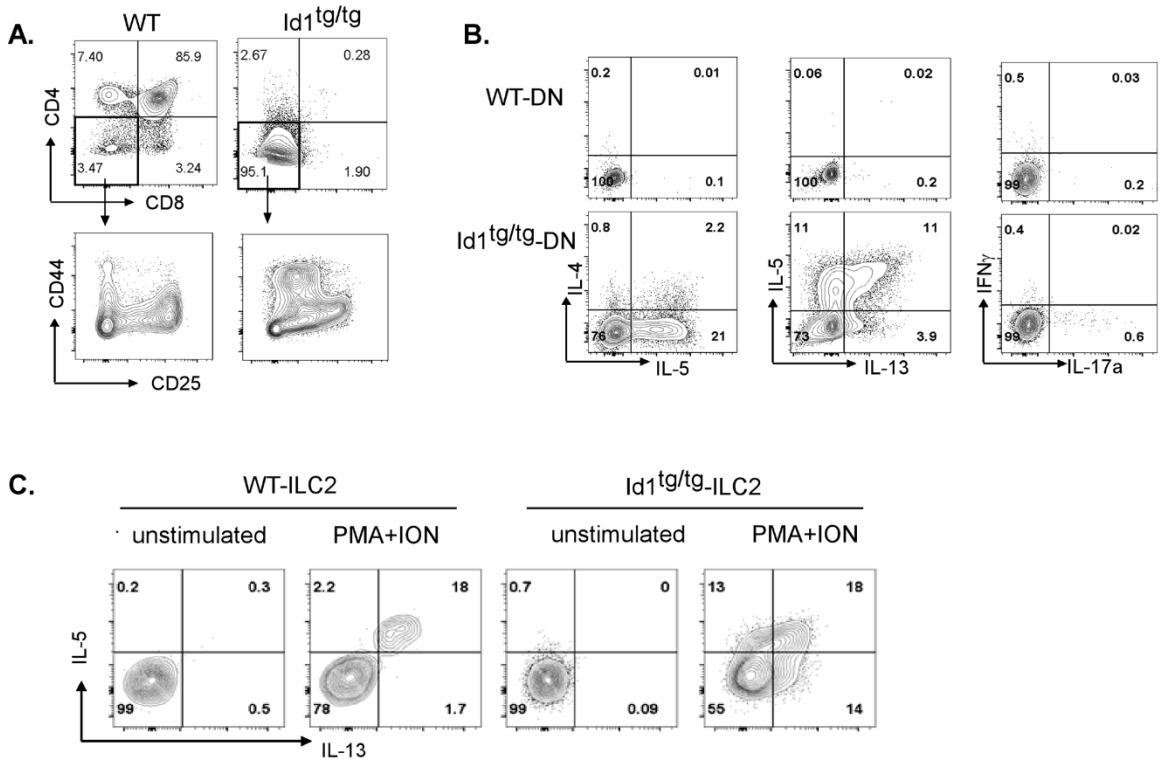 A.
WT
Id1tg/tg
7.40
85.9
2.67
0.28
CD4
3.47
3.24
95.1
1.90
CD8
CD44
CD25
B.
WT-DN
0.2
0.01
0.06
0.02
0.5
0.03
100
0.1
100
0.2
99
0.2
Id1tg/tg-DN
0.8
2.2
11
11
0.4
0.02
IL-4
IL-5
IFNγ
76
21
73
3.9
99
0.6
IL-5
IL-13
IL-17a
C.
WT-ILC2
Id1tg/tg-ILC2
unstimulated
PMA+ION
unstimulated
PMA+ION
0.2
0.3
2.2
18
0.7
0
13
18
IL-5
99
0.5
78
1.7
99
0.09
55
14
IL-13